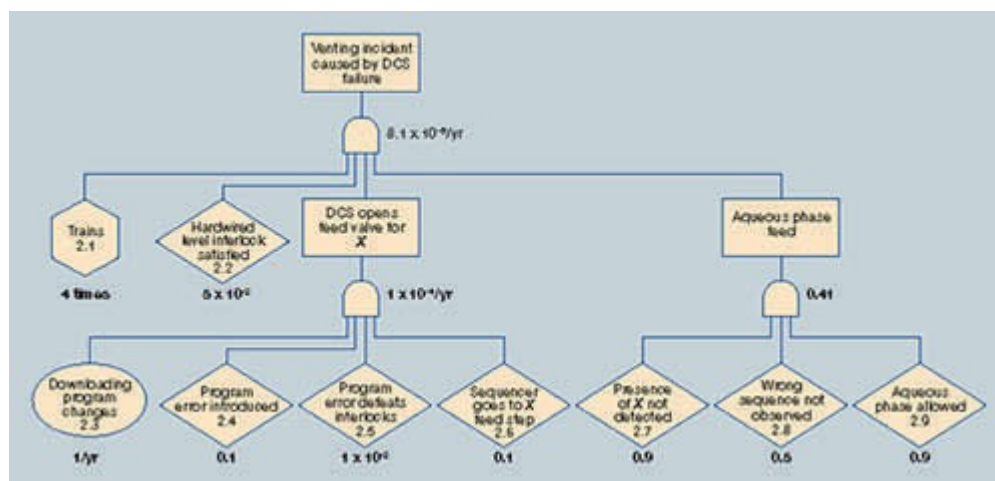 Venting incident
caused by DCS
failure
8.1 x 10⁻⁶/yr
Trains
2.1
Hardwired
level interlock
satisfied
2.2
DCS opens
feed valve for
X
Aqueous phase
feed
4 times
5 x 10⁻²
1 x 10⁻⁴/yr
0.41
Downloading
program
changes
2.3
Program
error introduced
2.4
Program
error defeats
interlocks
2.5
Sequencer
goes to X
feed step
2.6
Presence
of X not
detected
2.7
Wrong
sequence not
observed
2.8
Aqueous
phase allowed
2.9
1/yr
0.1
1 x 10⁻²
0.1
0.9
0.5
0.9